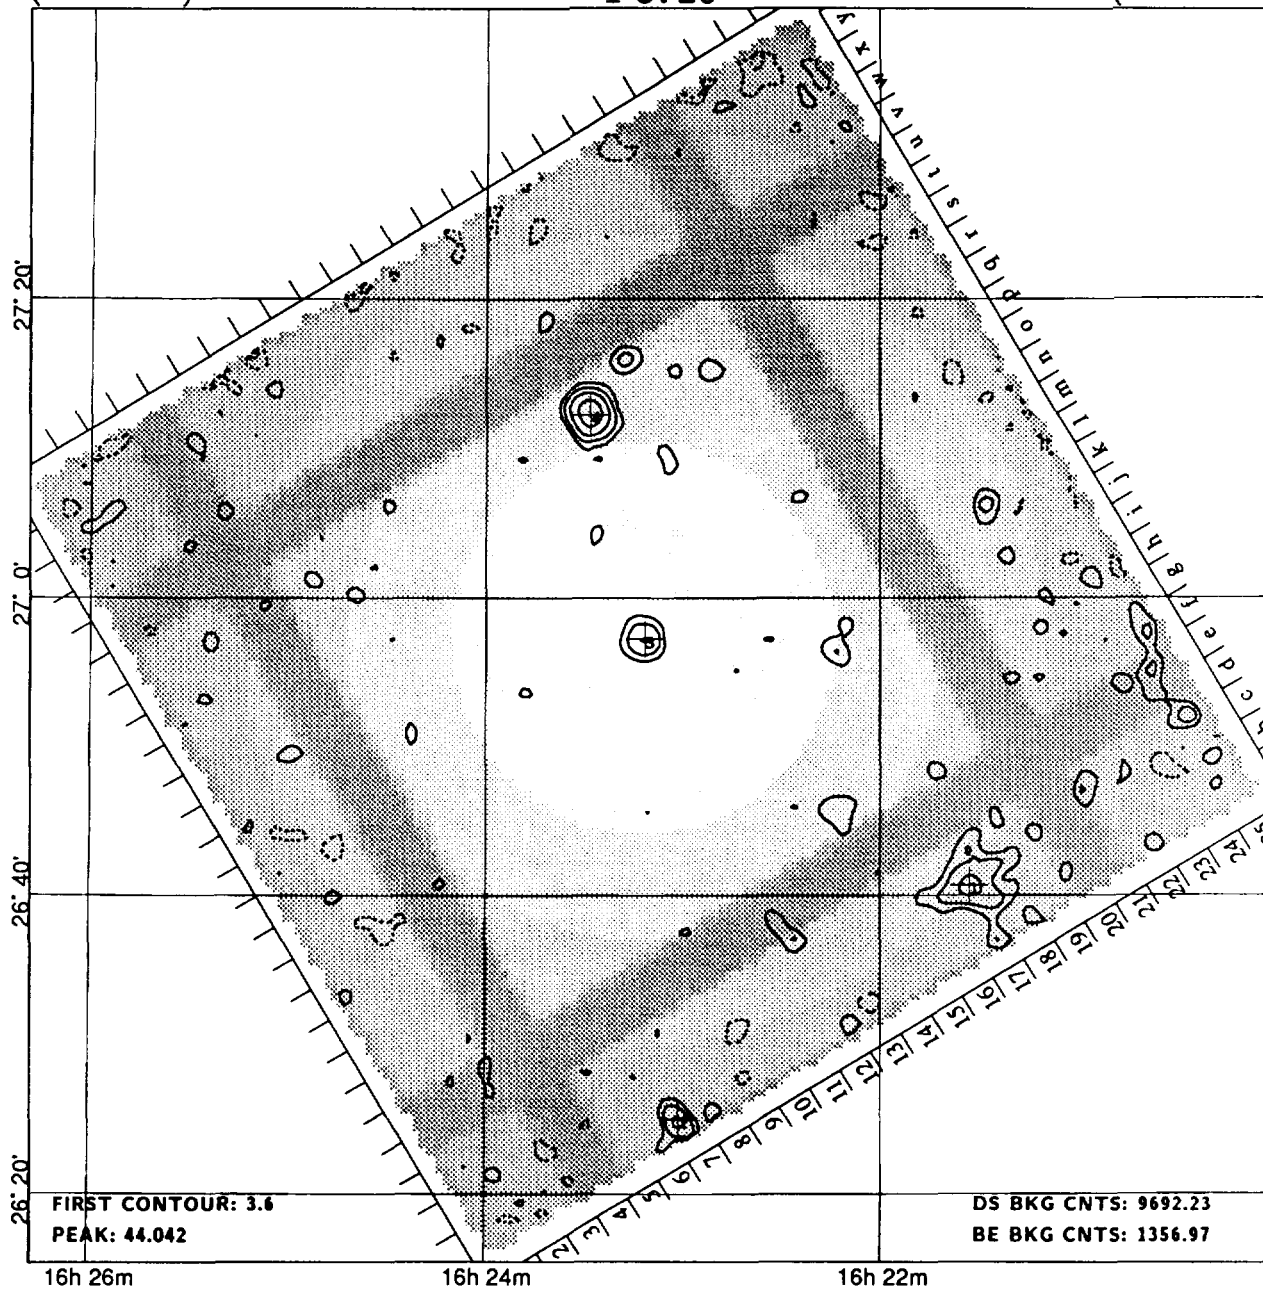 y
x
w
v
u
t
s
r
q
p
o
n
m
l
k
j
i
h
g
f
e
d
c
b
27° 20'
27° 0'
26° 40'
26° 20'
25
24
23
22
21
20
19
18
17
16
15
14
13
12
11
10
9
8
7
6
5
4
3
2
FIRST CONTOUR: 3.6
PEAK: 44.042
DS BKG CNTS: 9692.23
BE BKG CNTS: 1356.97
16h 26m
16h 24m
16h 22m